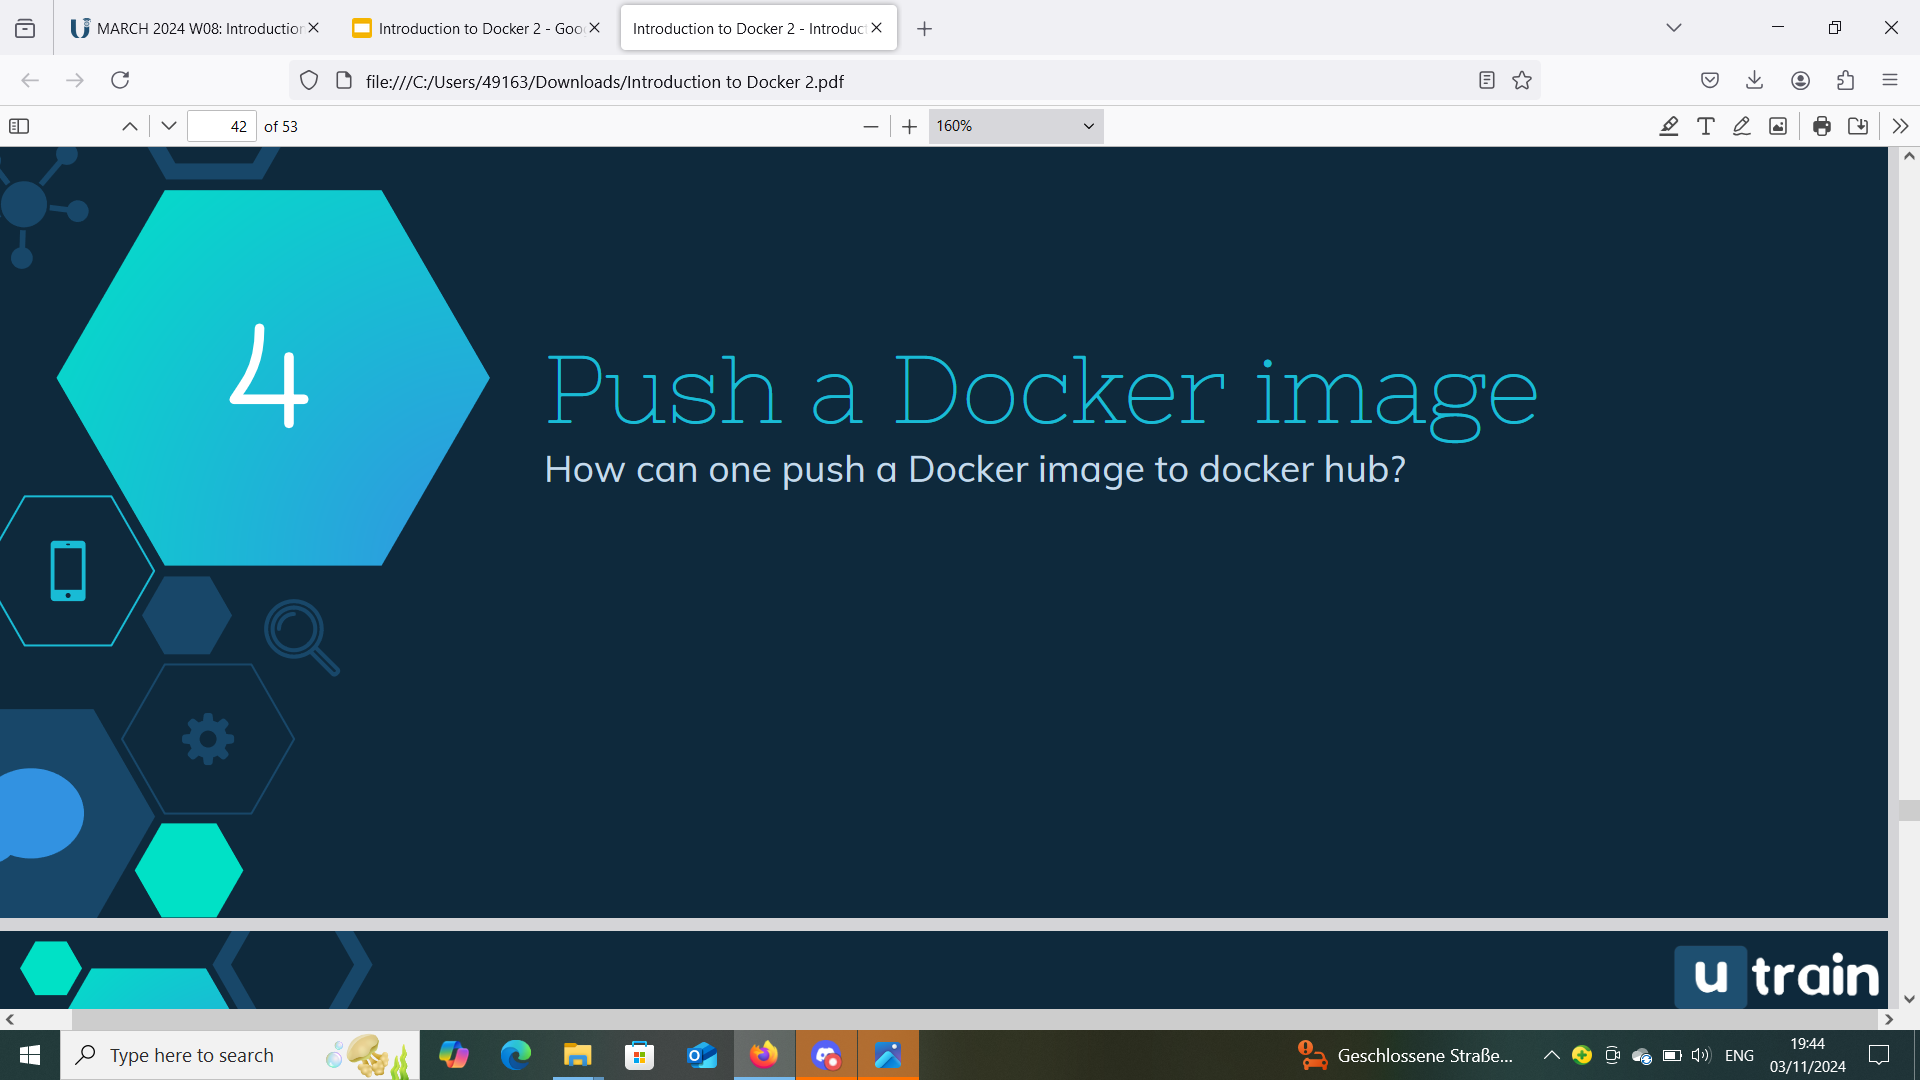 MARCH 2024 W08: Introduction
Introduction to Docker 2 - Goo
Introduction to Docker 2 - Introduc
file:///C:/Users/49163/Downloads/Introduction to Docker 2.pdf
42 of 53
160%
4
Push a Docker image
How can one push a Docker image to docker hub?
u train
Type here to search
Geschlossene Straße...
ENG
19:44
03/11/2024